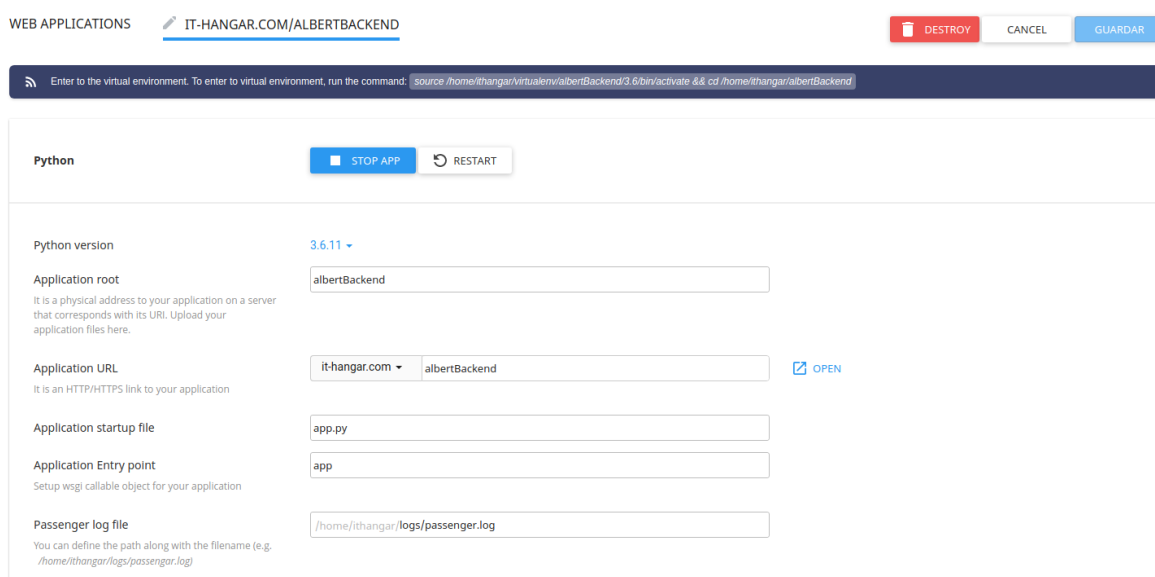 WEB APPLICATIONS IT-HANGAR.COM/ALBERTBACKEND DESTROY CANCEL GUARDAR
Enter to the virtual environment. To enter to virtual environment, run the command: source /home/ithangar/virtualenv/albertBackend/3.6/bin/activate && cd /home/ithangar/albertBackend
Python STOP APP RESTART
Python version 3.6.11
Application root albertBackend
It is a physical address to your application on a server
that corresponds with its URI. Upload your
application files here.
Application URL it-hangar.com albertBackend OPEN
It is an HTTP/HTTPS link to your application
Application startup file app.py
Application Entry point app
Setup wsgi callable object for your application
Passenger log file /home/ithangar/logs/passenger.log
You can define the path along with the filename (e.g.
/home/ithangar/logs/passengar.log)